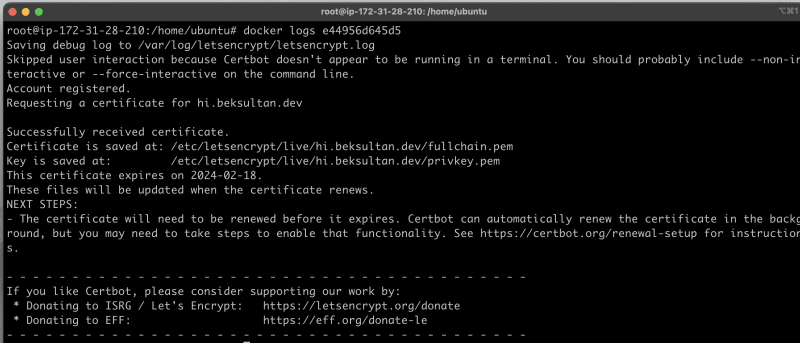 root@ip-172-31-28-210: /home/ubuntu
⌥⌘1
root@ip-172-31-28-210:/home/ubuntu# docker logs e44956d645d5
Saving debug log to /var/log/letsencrypt/letsencrypt.log
Skipped user interaction because Certbot doesn't appear to be running in a terminal. You should probably include --non-in
teractive or --force-interactive on the command line.
Account registered.
Requesting a certificate for hi.beksultan.dev
Successfully received certificate.
Certificate is saved at: /etc/letsencrypt/live/hi.beksultan.dev/fullchain.pem
Key is saved at:         /etc/letsencrypt/live/hi.beksultan.dev/privkey.pem
This certificate expires on 2024-02-18.
These files will be updated when the certificate renews.
NEXT STEPS:
- The certificate will need to be renewed before it expires. Certbot can automatically renew the certificate in the backg
round, but you may need to take steps to enable that functionality. See https://certbot.org/renewal-setup for instruction
s.
- - - - - - - - - - - - - - - - - - - - - - - - - - - - - - - - - - - - - - - -
If you like Certbot, please consider supporting our work by:
 * Donating to ISRG / Let's Encrypt:   https://letsencrypt.org/donate
 * Donating to EFF:                    https://eff.org/donate-le
- - - - - - - - - - - - - - - - - - - - - - - - - - - - - - - - - - - - - - - -